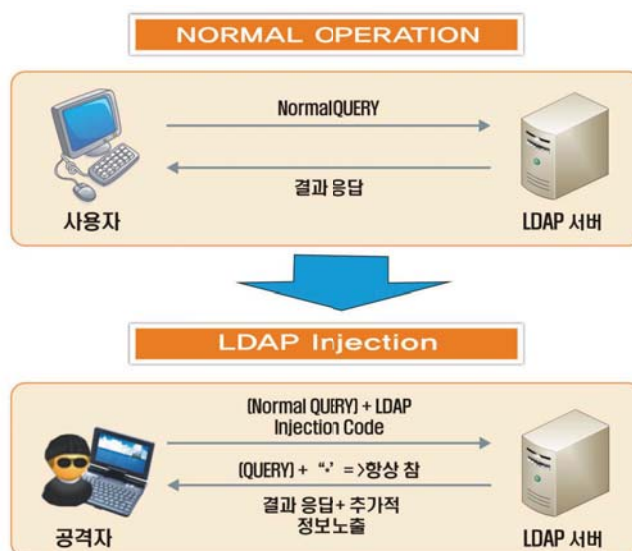 NORMAL OPERATION
NormalQUERY
결과 응답
사용자
LDAP 서버
LDAP Injection
(Normal QUERY) + LDAP
Injection Code
(QUERY) + “*’ = >항상 참
결과 응답+ 추가적
정보노출
공격자
LDAP 서버